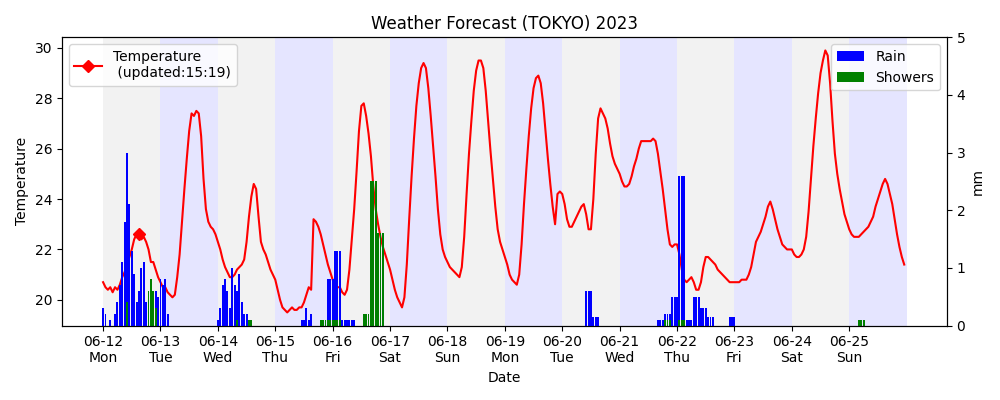 Weather Forecast (TOKYO) 2023
Temperature
(updated:15:19)
Rain
Showers
30
28
26
24
22
20
Temperature
5
4
3
2
1
0
mm
06-12 06-13 06-14 06-15 06-16 06-17 06-18 06-19 06-20 06-21 06-22 06-23 06-24 06-25
Mon Tue Wed Thu Fri Sat Sun Mon Tue Wed Thu Fri Sat Sun
Date